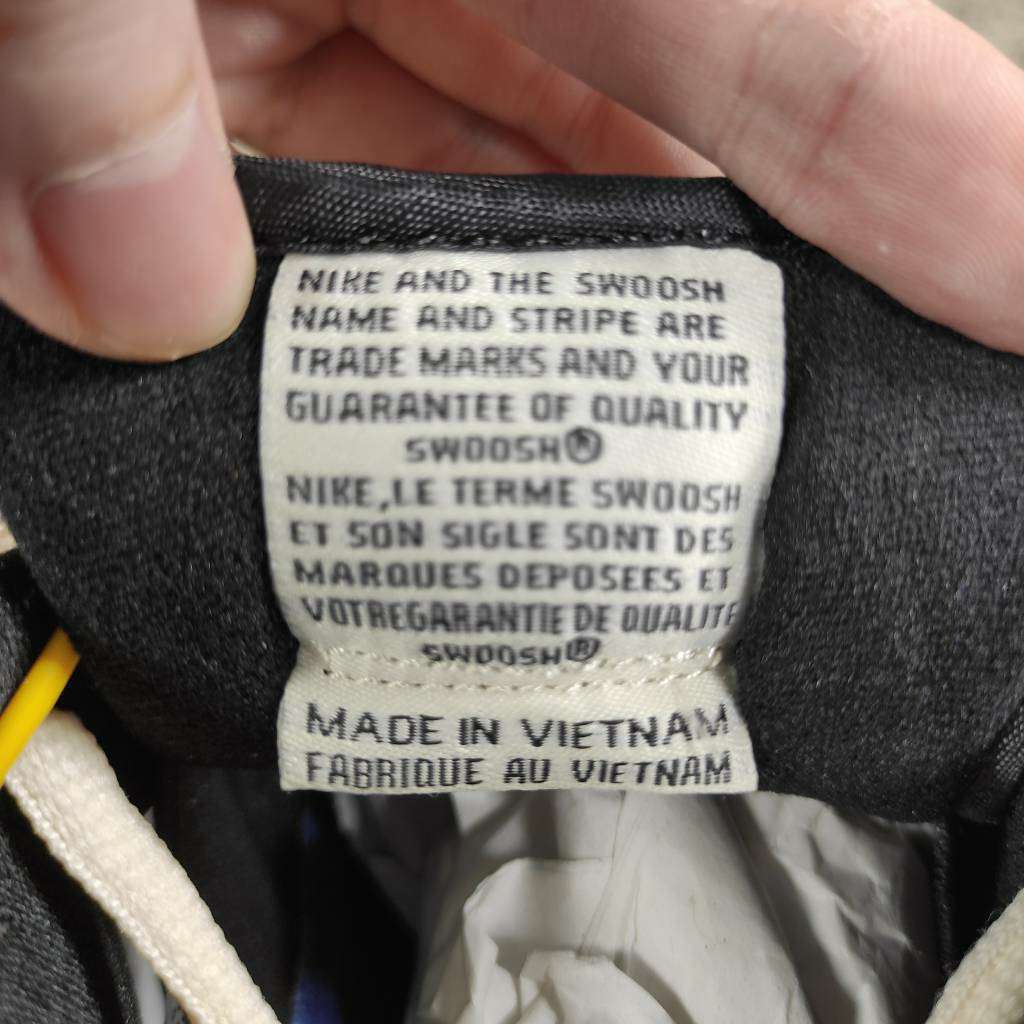 NIKE AND THE SWOOSH
NAME AND STRIPE ARE
TRADE MARKS AND YOUR
GUARANTEE OF QUALITY
SWOOSH®
NIKE,LE TERME SWOOSH
ET SON SIGLE SONT DES
MARQUES DEPOSEES ET
VOTREGARANTIE DE QUALITE
SWOOSH®
MADE IN VIETNAM
FABRIQUE AU VIETNAM